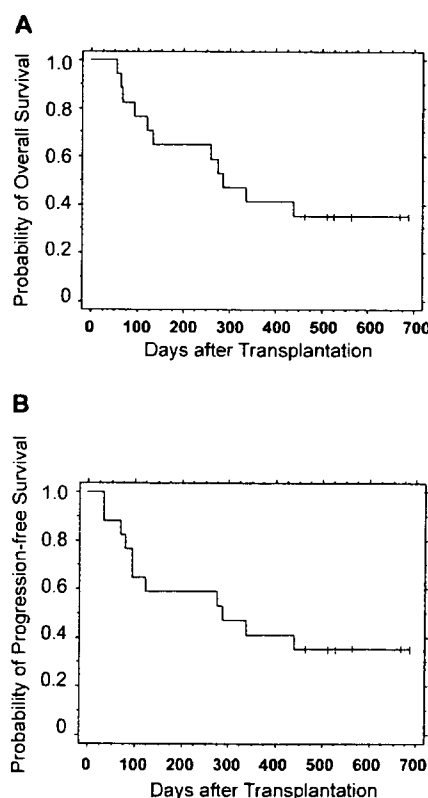 A
Probability of Overall Survival
1.0
0.8
0.6
0.4
0.2
0
0 100 200 300 400 500 600 700
Days after Transplantation
B
Probability of Progression-free Survival
1.0
0.8
0.6
0.4
0.2
0
0 100 200 300 400 500 600 700
Days after Transplantation